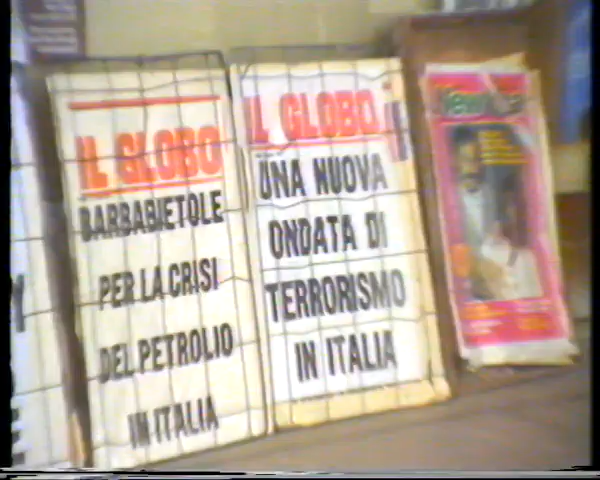 IL GLOBO
BARBABIETOLE
PER LA CRISI
DEL PETROLIO
IN ITALIA
IL GLOBO
UNA NUOVA
ONDATA DI
TERRORISMO
IN ITALIA